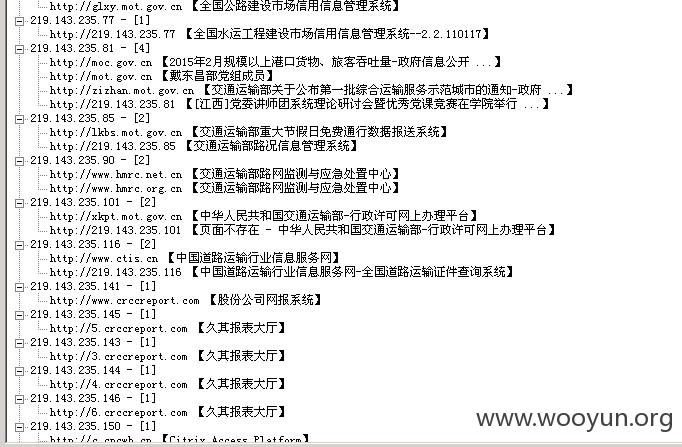 http://glxy.mot.gov.cn 【全国公路建设市场信用信息管理系统】
219.143.235.77 - [1]
http://219.143.235.77 【全国水运工程建设市场信用信息管理系统--2.2.110117】
219.143.235.81 - [4]
http://moc.gov.cn 【2015年2月规模以上港口货物、旅客吞吐量-政府信息公开 ...】
http://mot.gov.cn 【戴东昌部党组成员】
http://zizhan.mot.gov.cn 【交通运输部关于公布第一批综合运输服务示范城市的通知-政府 ...】
http://219.143.235.81 【[江西]党委讲师团系统理论研讨会暨优秀党课竞赛在学院举行 ...】
219.143.235.85 - [2]
http://lkbs.mot.gov.cn 【交通运输部重大节假日免费通行数据报送系统】
http://219.143.235.85 【交通运输部路况信息管理系统】
219.143.235.90 - [2]
http://www.hmrc.net.cn 【交通运输部路网监测与应急处置中心】
http://www.hmrc.org.cn 【交通运输部路网监测与应急处置中心】
219.143.235.101 - [2]
http://xkpt.mot.gov.cn 【中华人民共和国交通运输部-行政许可网上办理平台】
http://219.143.235.101 【页面不存在 - 中华人民共和国交通运输部-行政许可网上办理平台】
219.143.235.116 - [2]
http://www.ctis.cn 【中国道路运输行业信息服务网】
http://219.143.235.116 【中国道路运输行业信息服务网-全国道路运输证件查询系统】
219.143.235.141 - [1]
http://www.crccreport.com 【股份公司网报系统】
219.143.235.145 - [1]
http://5.crccreport.com 【久其报表大厅】
219.143.235.143 - [1]
http://3.crccreport.com 【久其报表大厅】
219.143.235.144 - [1]
http://4.crccreport.com 【久其报表大厅】
219.143.235.146 - [1]
http://6.crccreport.com 【久其报表大厅】
219.143.235.150 - [1]
【Citrix Access Platform】
www.wooyun.org